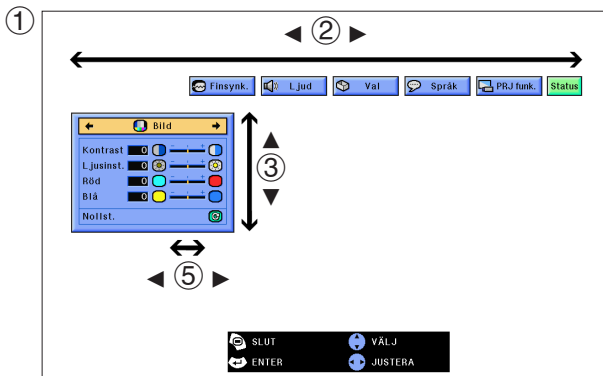 ①
◀ ② ▶
Finsynk. Ljud Val Språk PRJ funk. Status
Bild
Kontrast 0
Ljusinst. 0
Röd 0
Blå 0
Nollst.
▲
③
▼
◀ ⑤ ▶
SLUT VÄLJ
ENTER JUSTERA